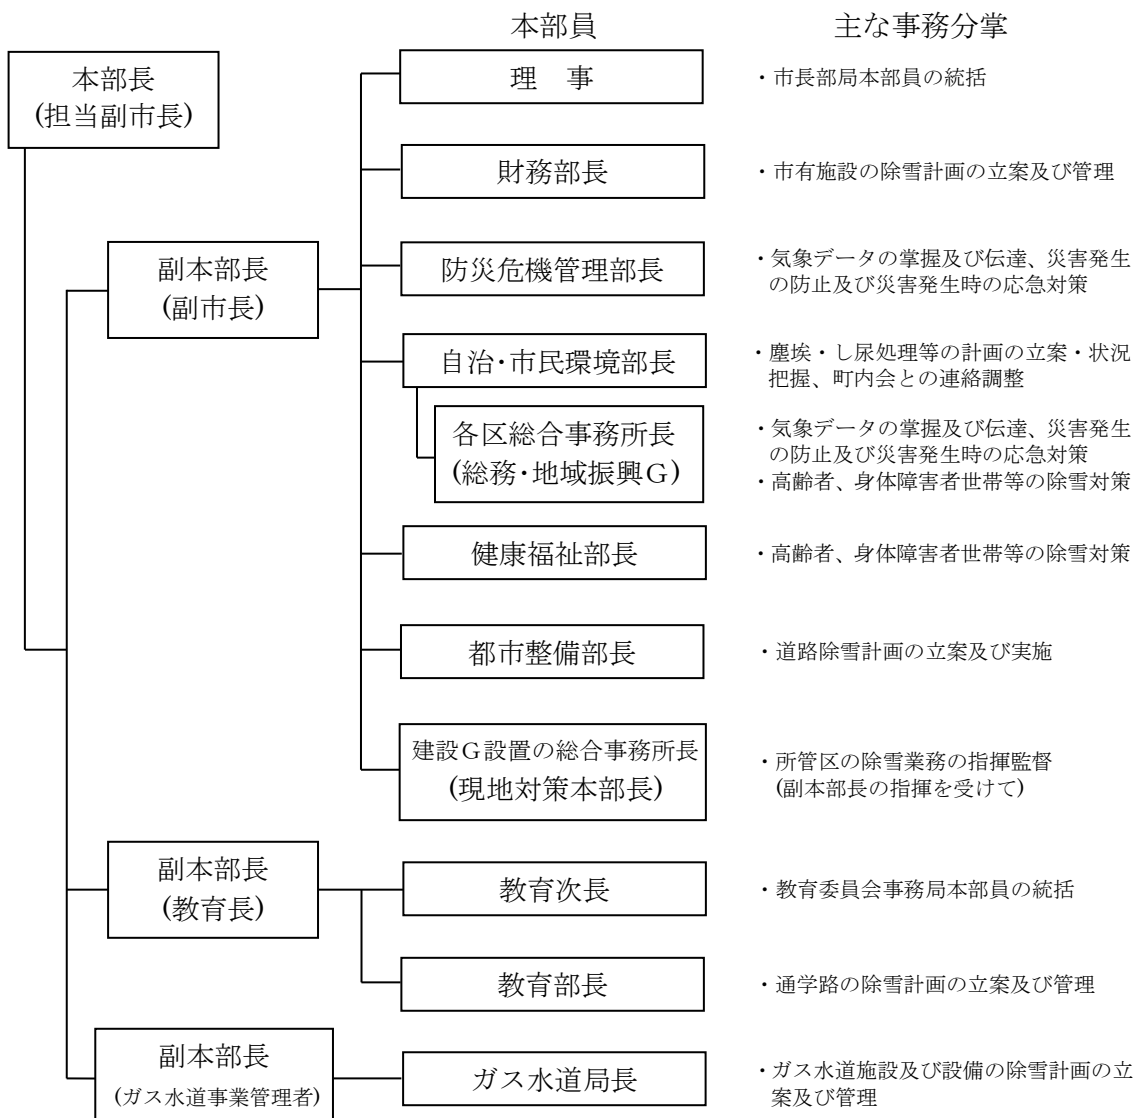 本部員　主な事務分掌
本部長
(担当副市長)
理　事
・市長部局本部員の統括
財務部長
・市有施設の除雪計画の立案及び管理
副本部長
(副市長)
防災危機管理部長
・気象データの掌握及び伝達、災害発生
の防止及び災害発生時の応急対策
自治・市民環境部長
・塵埃・し尿処理等の計画の立案・状況
把握、町内会との連絡調整
各区総合事務所長
(総務・地域振興Ｇ)
・気象データの掌握及び伝達、災害発生
の防止及び災害発生時の応急対策
・高齢者、身体障害者世帯等の除雪対策
健康福祉部長
・高齢者、身体障害者世帯等の除雪対策
都市整備部長
・道路除雪計画の立案及び実施
建設Ｇ設置の総合事務所長
(現地対策本部長)
・所管区の除雪業務の指揮監督
(副本部長の指揮を受けて)
副本部長
(教育長)
教育次長
・教育委員会事務局本部員の統括
教育部長
・通学路の除雪計画の立案及び管理
副本部長
(ガス水道事業管理者)
ガス水道局長
・ガス水道施設及び設備の除雪計画の立
案及び管理